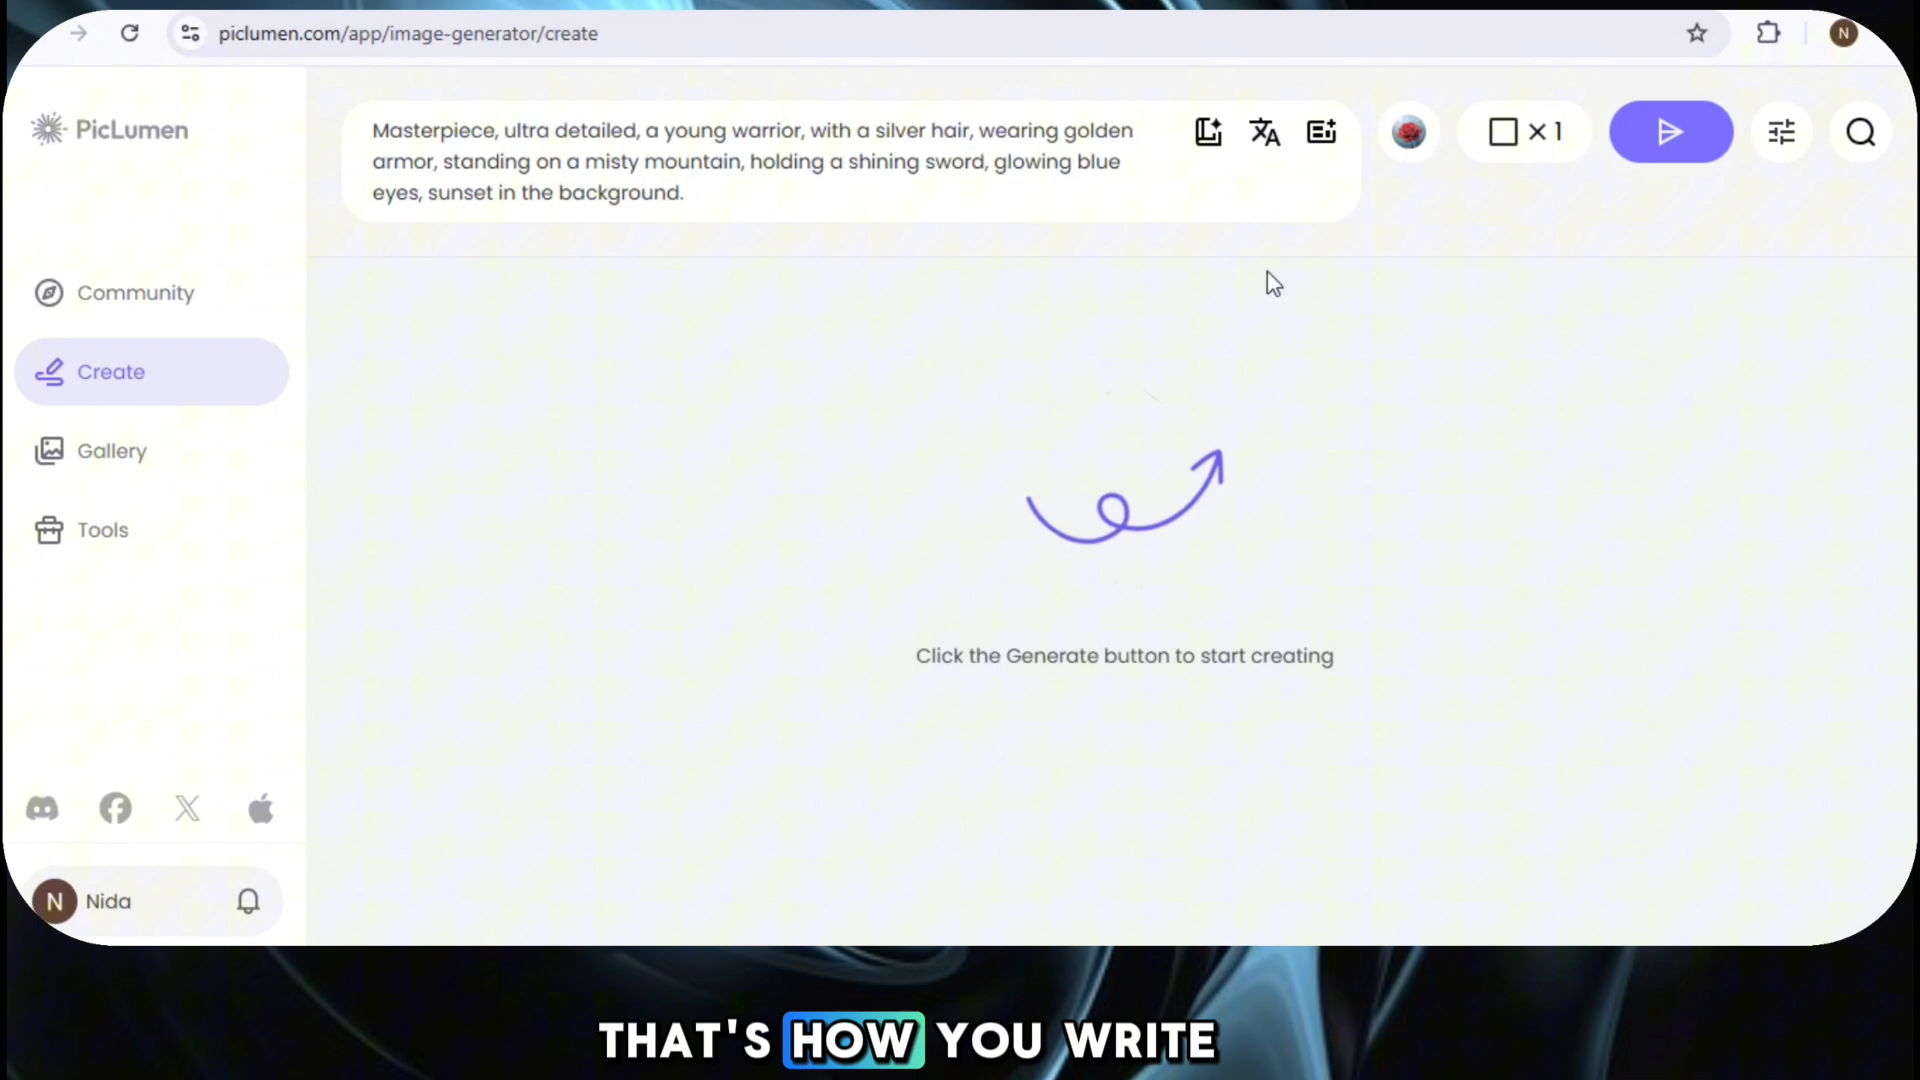 piclumen.com/app/image-generator/create
N
PicLumen
Masterpiece, ultra detailed, a young warrior, with a silver hair, wearing golden
armor, standing on a misty mountain, holding a shining sword, glowing blue
eyes, sunset in the background.
× 1
Community
Create
Gallery
Tools
Click the Generate button to start creating
N
Nida
THAT'S HOW YOU WRITE